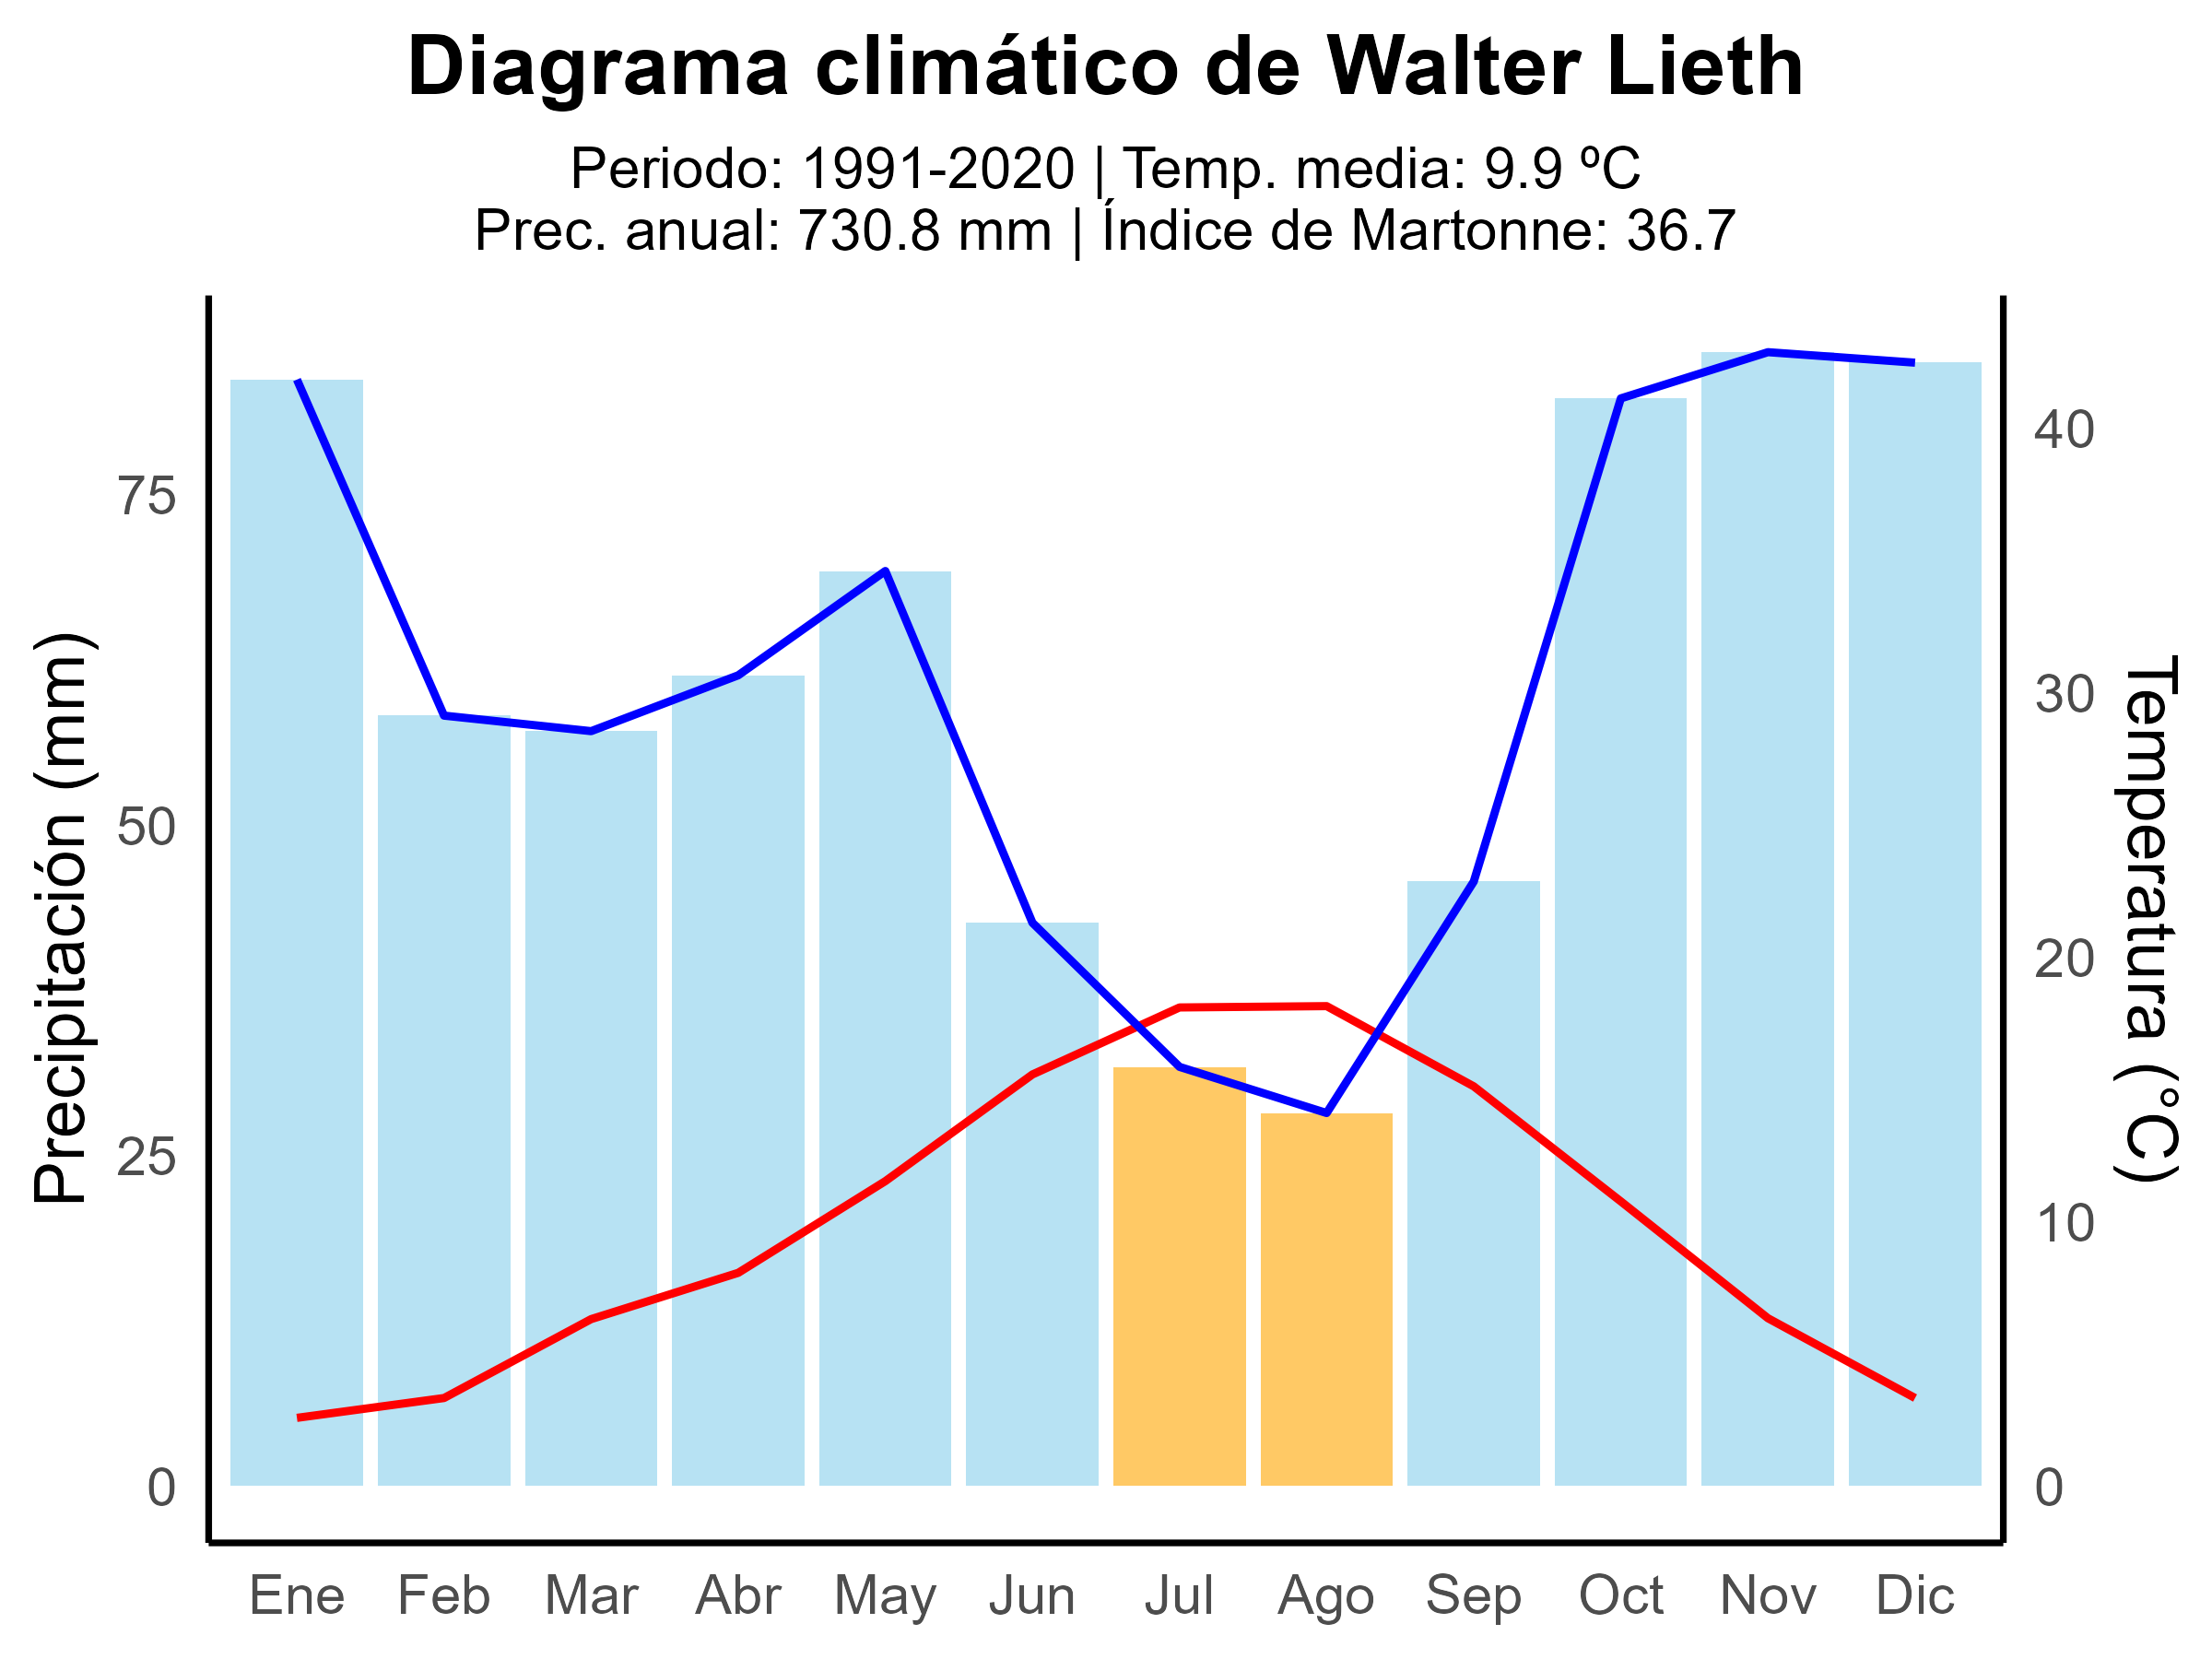 Diagrama climático de Walter Lieth
Periodo: 1991-2020 | Temp. media: 9.9 ºC
Prec. anual: 730.8 mm | Índice de Martonne: 36.7
Precipitación (mm)
75
50
25
0
40
30
20
10
0
Temperatura (°C)
Ene Feb Mar Abr May Jun Jul Ago Sep Oct Nov Dic